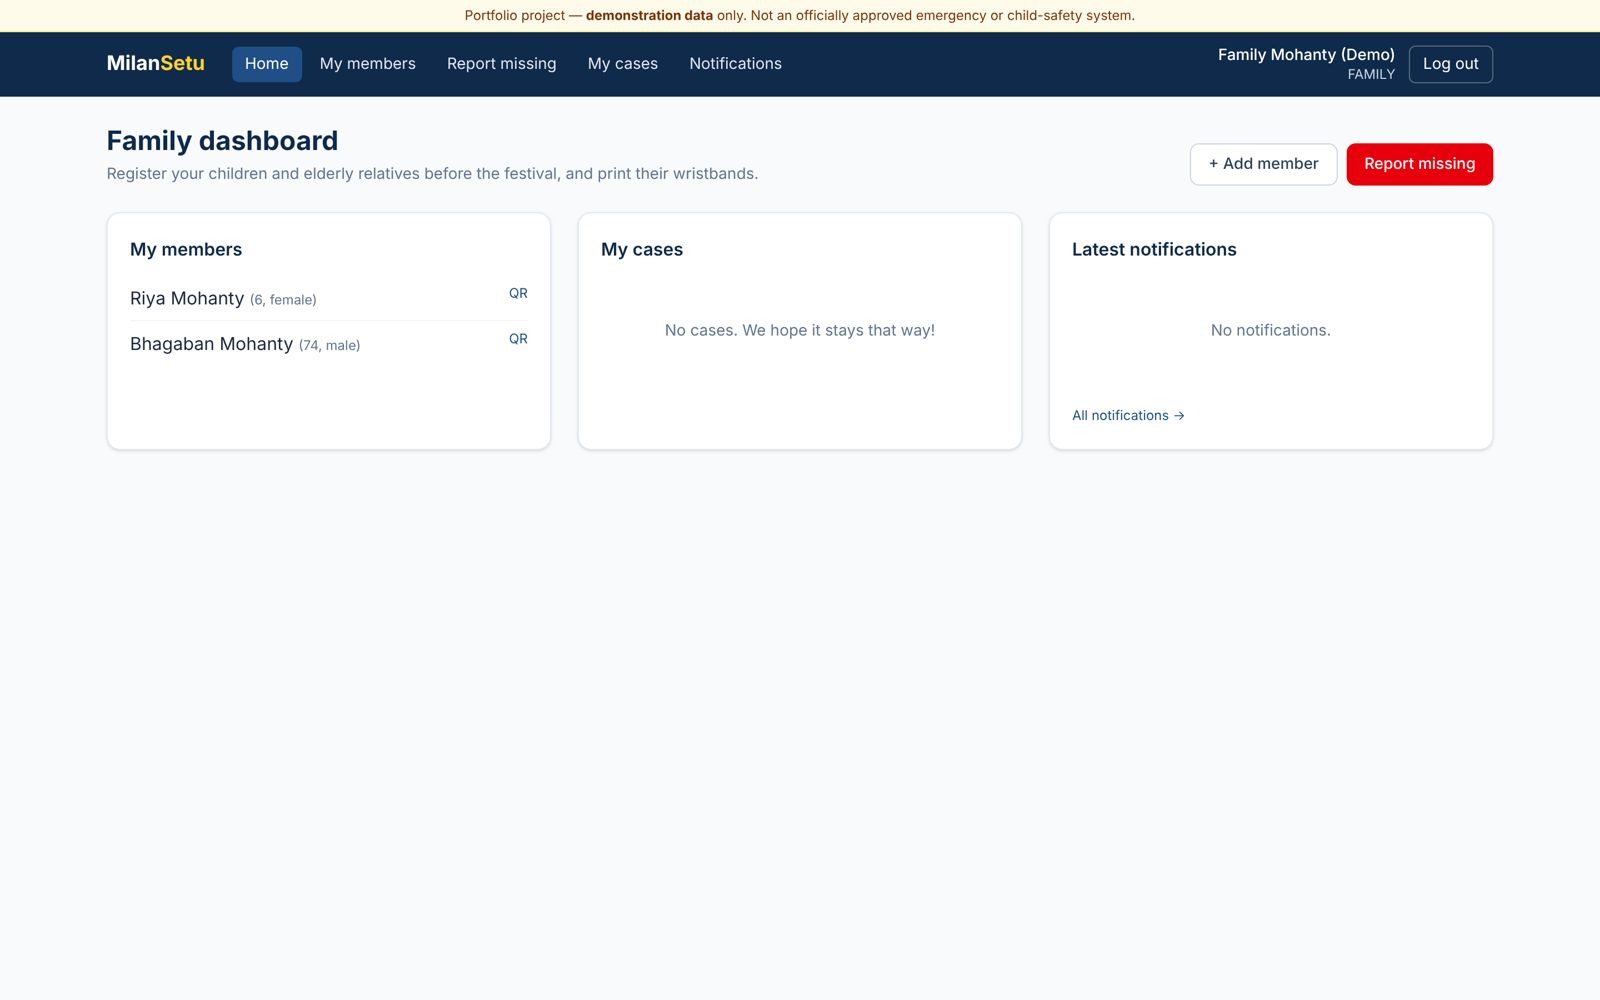 Portfolio project — demonstration data only. Not an officially approved emergency or child-safety system.
MilanSetu Home My members Report missing My cases Notifications Family Mohanty (Demo) Log out
FAMILY
Family dashboard
Register your children and elderly relatives before the festival, and print their wristbands.
+ Add member Report missing
My members
Riya Mohanty (6, female) QR
Bhagaban Mohanty (74, male) QR
My cases
No cases. We hope it stays that way!
Latest notifications
No notifications.
All notifications →